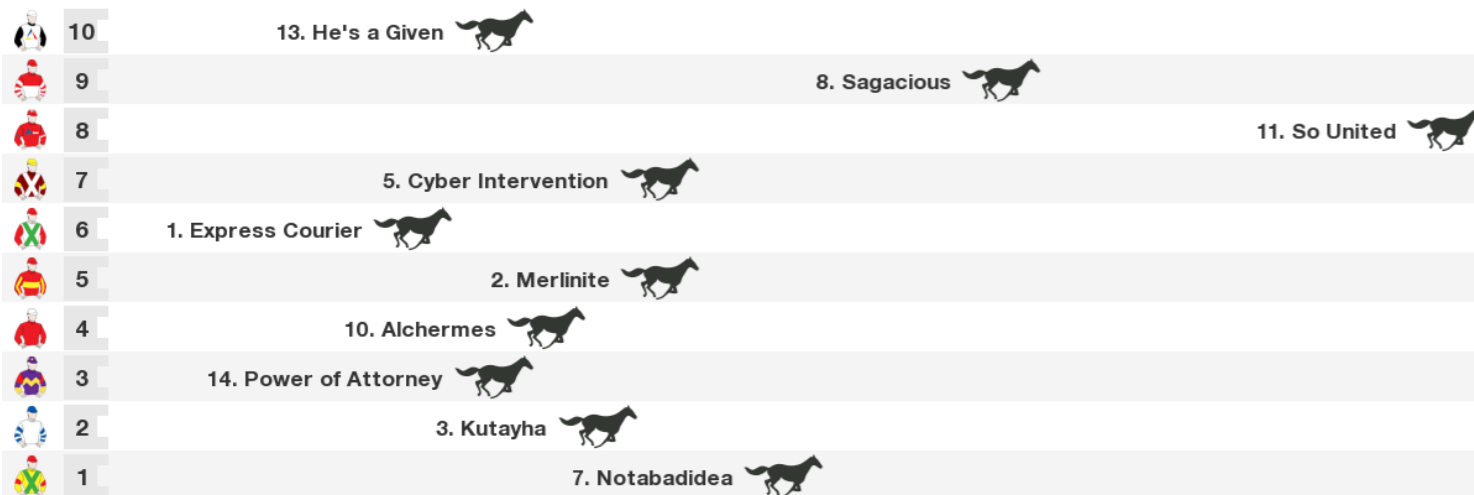 10 13. He's a Given
9 8. Sagacious
8 11. So United
7 5. Cyber Intervention
6 1. Express Courier
5 2. Merlinite
4 10. Alchermes
3 14. Power of Attorney
2 3. Kutayha
1 7. Notabadidea